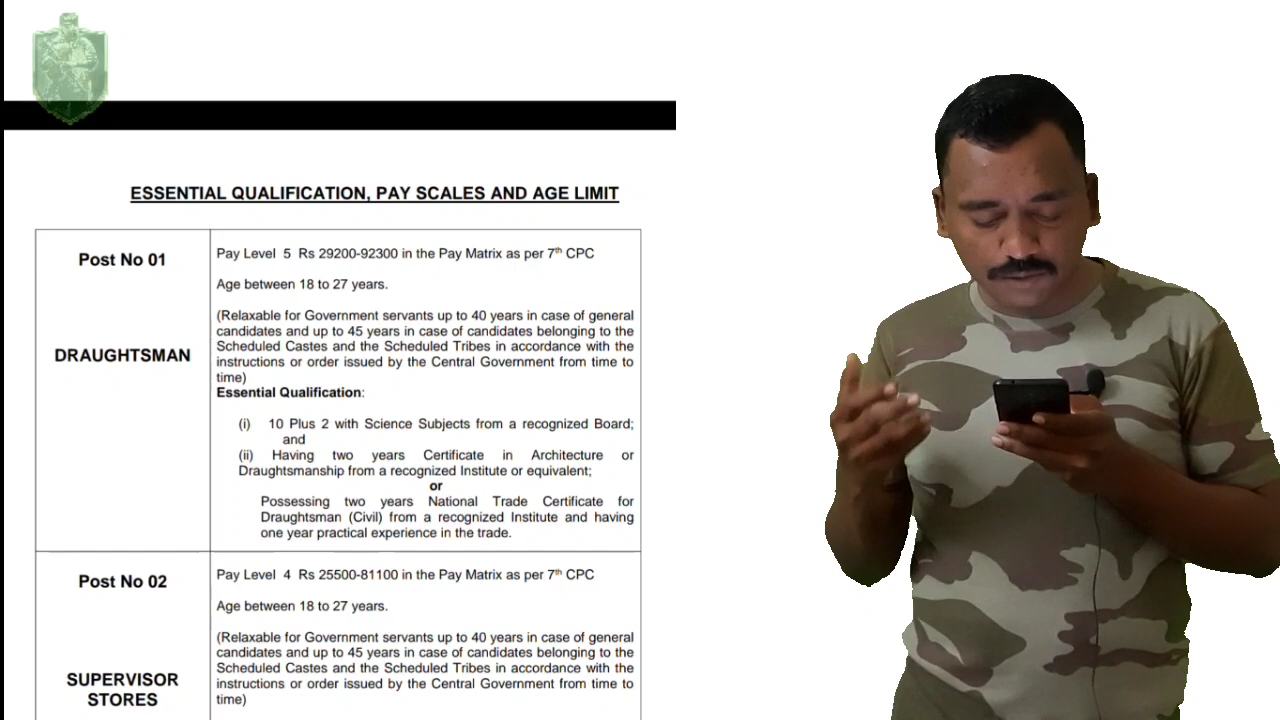 ESSENTIAL QUALIFICATION, PAY SCALES AND AGE LIMIT
Post No 01
DRAUGHTSMAN
Pay Level 5 Rs 29200-92300 in the Pay Matrix as per 7th CPC
Age between 18 to 27 years.
(Relaxable for Government servants up to 40 years in case of general
candidates and up to 45 years in case of candidates belonging to the
Scheduled Castes and the Scheduled Tribes in accordance with the
instructions or order issued by the Central Government from time to
time)
Essential Qualification:
(i) 10 Plus 2 with Science Subjects from a recognized Board;
and
(ii) Having two years Certificate in Architecture or
Draughtsmanship from a recognized Institute or equivalent;
or
Possessing two years National Trade Certificate for
Draughtsman (Civil) from a recognized Institute and having
one year practical experience in the trade.
Post No 02
SUPERVISOR
STORES
Pay Level 4 Rs 25500-81100 in the Pay Matrix as per 7th CPC
Age between 18 to 27 years.
(Relaxable for Government servants up to 40 years in case of general
candidates and up to 45 years in case of candidates belonging to the
Scheduled Castes and the Scheduled Tribes in accordance with the
instructions or order issued by the Central Government from time to
time)